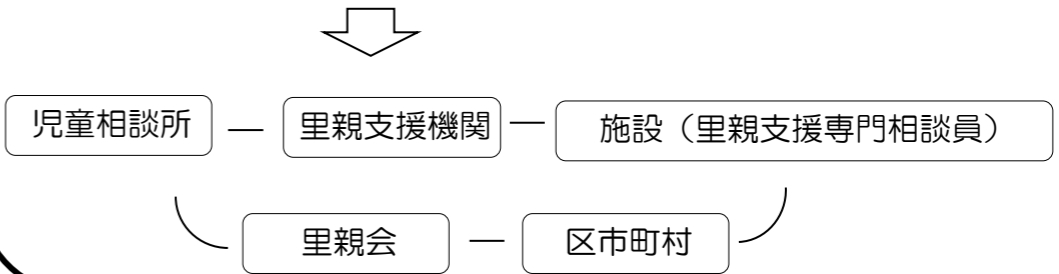 児童相談所
里親支援機関
施設（里親支援専門相談員）
里親会
区市町村